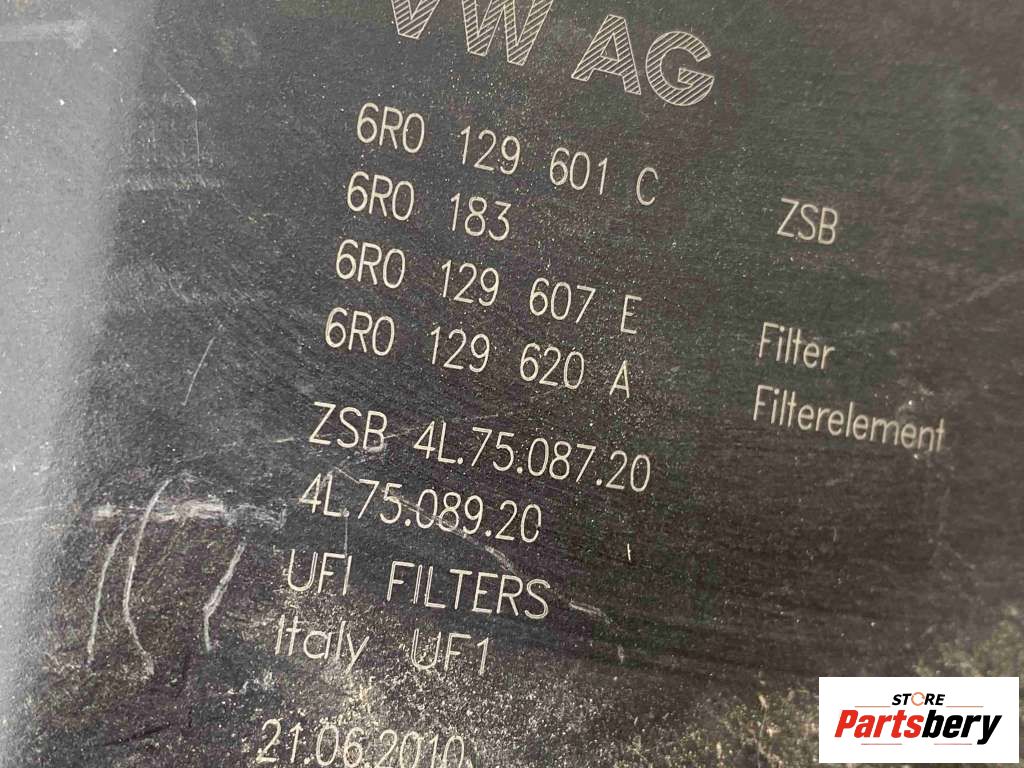 VW AG
6R0 129 601 C ZSB
6R0 183
6R0 129 607 E Filter
6R0 129 620 A Filterelement
ZSB 4L.75.087.20
4L.75.089.20
UFI FILTERS
Italy UF1
21.06.2010
STORE
Partsbery